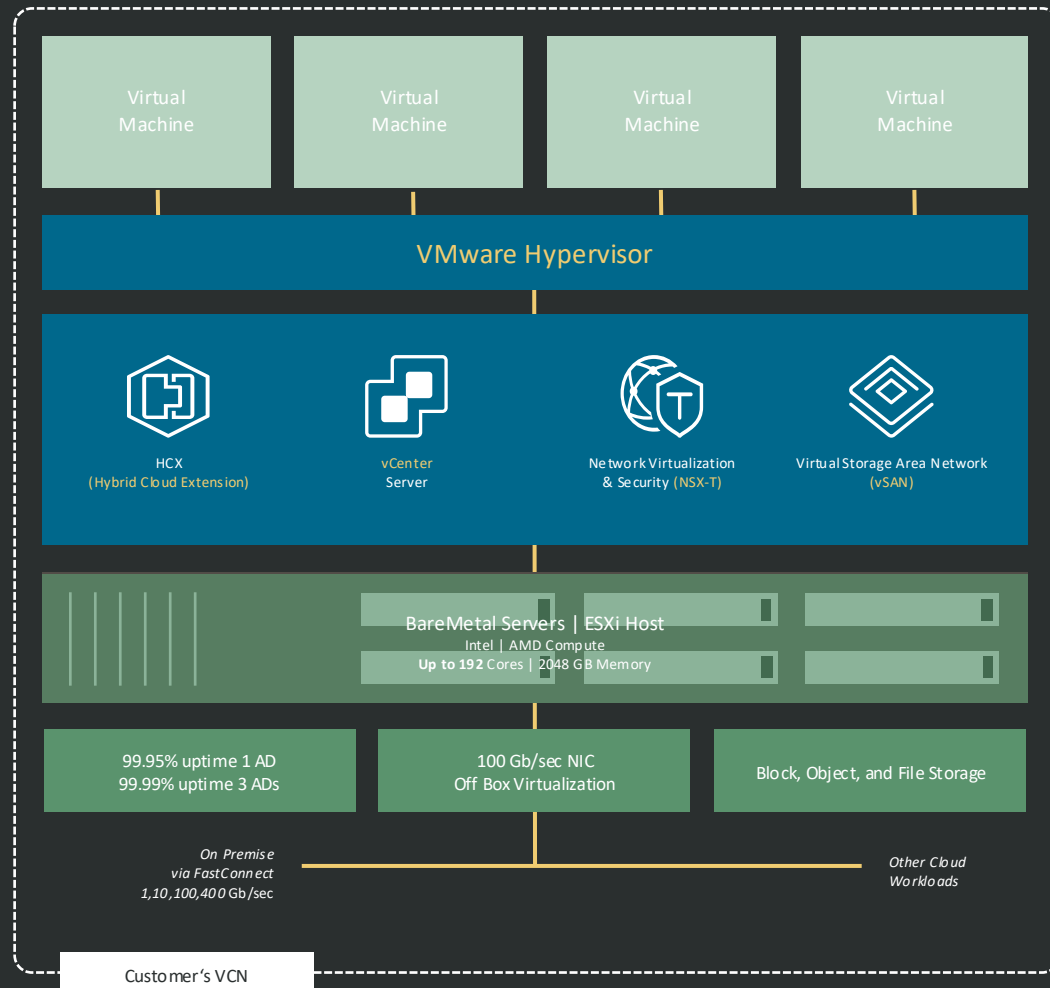 Virtual
Machine
Virtual
Machine
Virtual
Machine
Virtual
Machine
VMware Hypervisor
HCX
(Hybrid Cloud Extension)
vCenter
Server
Network Virtualization
& Security (NSX-T)
Virtual Storage Area Network
(vSAN)
BareMetal Servers | ESXi Host
Intel | AMD Compute
Up to 192 Cores | 2048 GB Memory
99.95% uptime 1 AD
99.99% uptime 3 ADs
100 Gb/sec NIC
Off Box Virtualization
Block, Object, and File Storage
On Premise
via FastConnect
1,10,100,400 Gb/sec
Other Cloud
Workloads
Customer‘s VCN